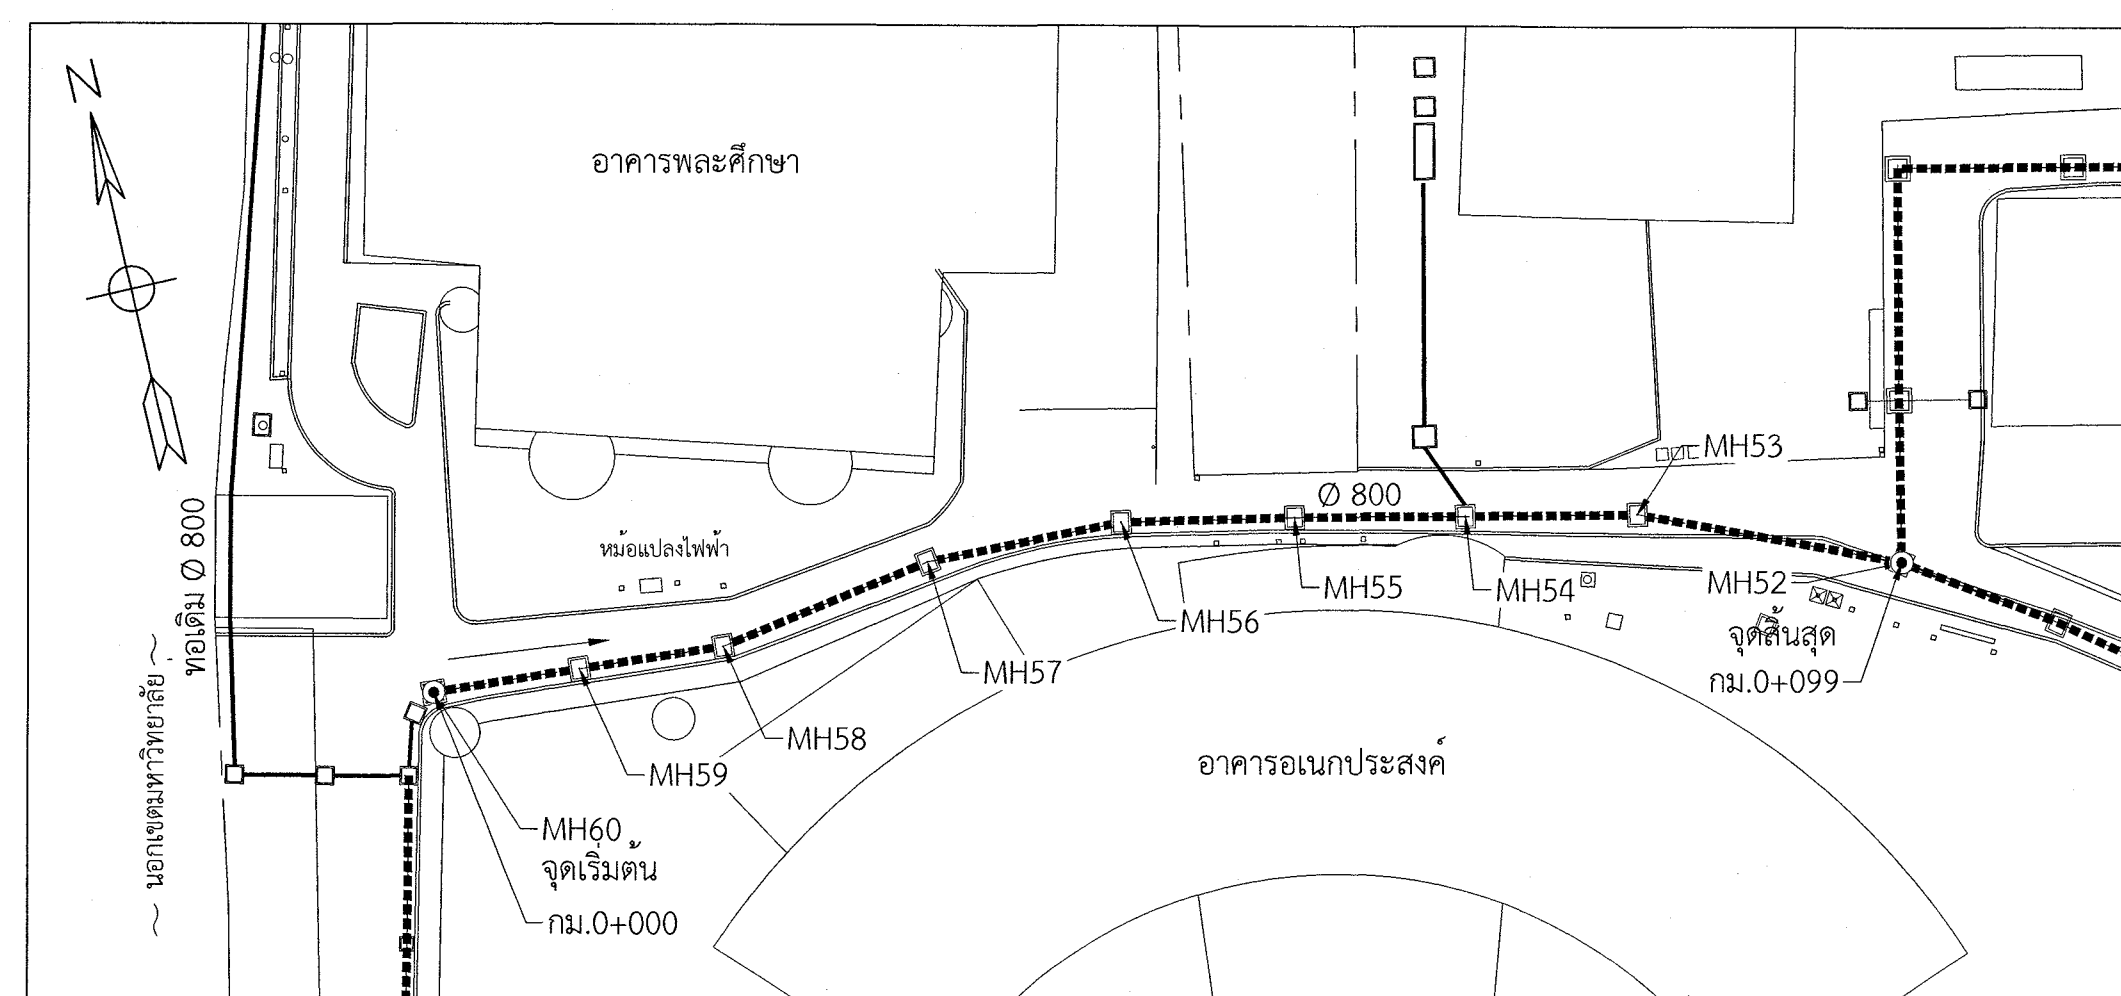 N
อาคารพละศึกษา
MH53
Ø 800
ท่อเดิม Ø 800
หม้อแปลงไฟฟ้า
MH52
MH55
MH54
MH56
จุดสิ้นสุด
กม.0+099
MH57
~ นอกเขตมหาวิทยาลัย ~
MH58
อาคารอเนกประสงค์
MH59
MH60
จุดเริ่มต้น
กม.0+000